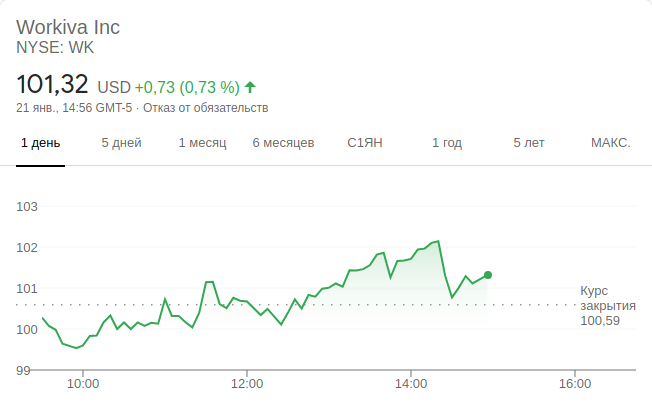 Workiva Inc
NYSE: WK
101,32 USD +0,73 (0,73 %)
21 янв., 14:56 GMT-5 · Отказ от обязательств
1 день 5 дней 1 месяц 6 месяцев С1ЯН 1 год 5 лет МАКС.
103
102
101
100
99
Курс
закрытия
100,59
10:00 12:00 14:00 16:00